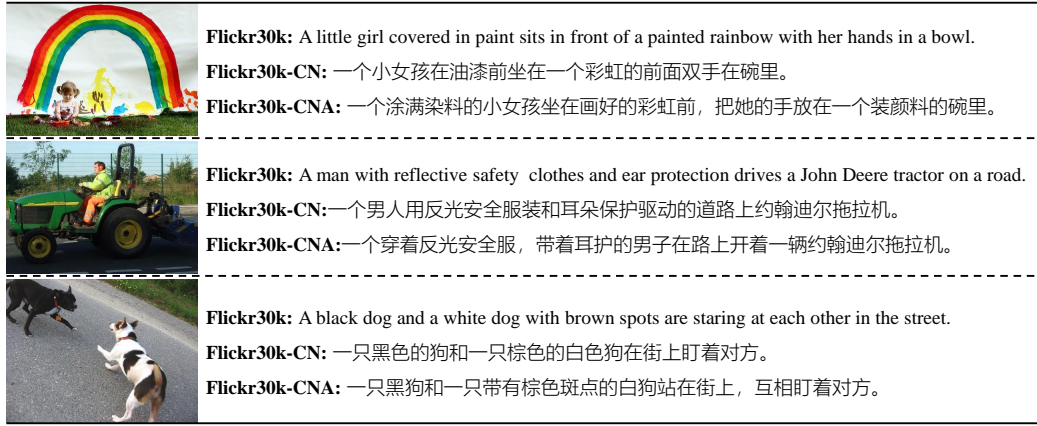 Flickr30k: A little girl covered in paint sits in front of a painted rainbow with her hands in a bowl.
Flickr30k-CN: 一个小女孩在油漆前坐在一个彩虹的前面双手在碗里。
Flickr30k-CNA: 一个涂满染料的小女孩坐在画好的彩虹前，把她的手放在一个装颜料的碗里。
Flickr30k: A man with reflective safety clothes and ear protection drives a John Deere tractor on a road.
Flickr30k-CN:一个男人用反光安全服装和耳朵保护驱动的道路上约翰迪尔拖拉机。
Flickr30k-CNA:一个穿着反光安全服，带着耳护的男子在路上开着一辆约翰迪尔拖拉机。
Flickr30k: A black dog and a white dog with brown spots are staring at each other in the street.
Flickr30k-CN: 一只黑色的狗和一只棕色的白色狗在街上盯着对方。
Flickr30k-CNA: 一只黑狗和一只带有棕色斑点的白狗站在街上，互相盯着对方。